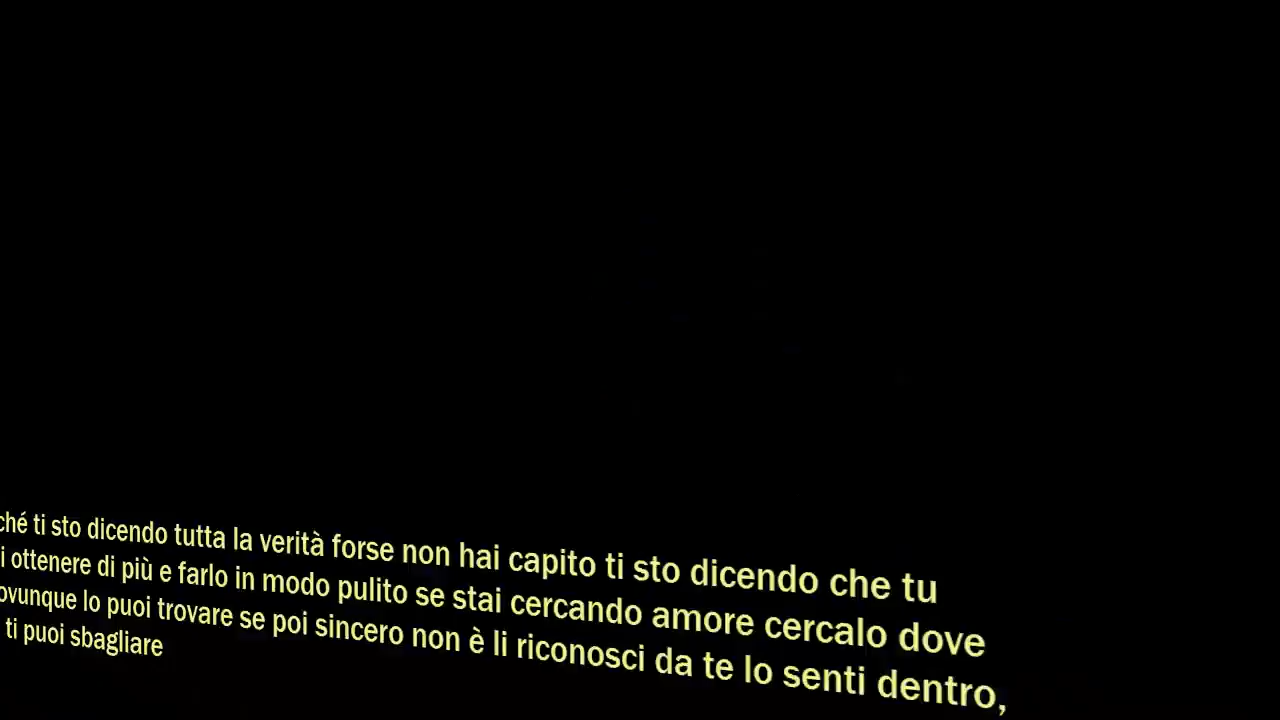 ché ti sto dicendo tutta la verità forse non hai capito ti sto dicendo che tu
i ottenere di più e farlo in modo pulito se stai cercando amore cercalo dove
ovunque lo puoi trovare se poi sincero non è li riconosci da te lo senti dentro,
ti puoi sbagliare